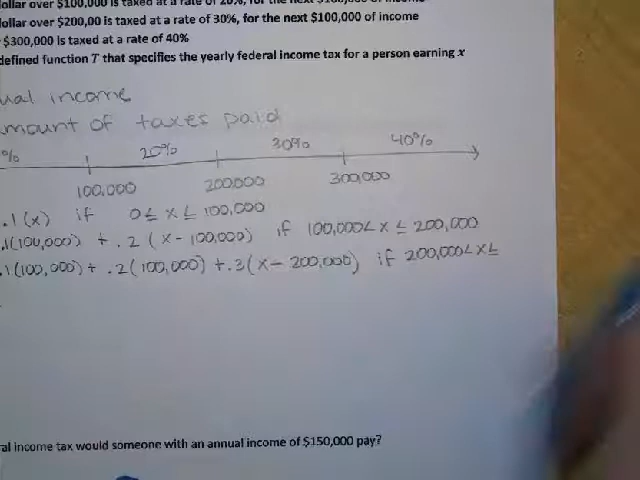 ollar over $100,000 is taxed at a rate of 20%, for the next $100,000 of income
ollar over $200,00 is taxed at a rate of 30%, for the next $100,000 of income
$300,000 is taxed at a rate of 40%
defined function T that specifies the yearly federal income tax for a person earning x
ual income
mount of taxes paid
% 20% 30% 40%
100,000 200,000 300,000
.1(x) if 0 ≤ x ≤ 100,000
.1(100,000) + .2 (x - 100,000) if 100,000 < x ≤ 200,000
.1(100,000) + .2(100,000) + .3(x - 200,000) if 200,000 < x ≤
al income tax would someone with an annual income of $150,000 pay?